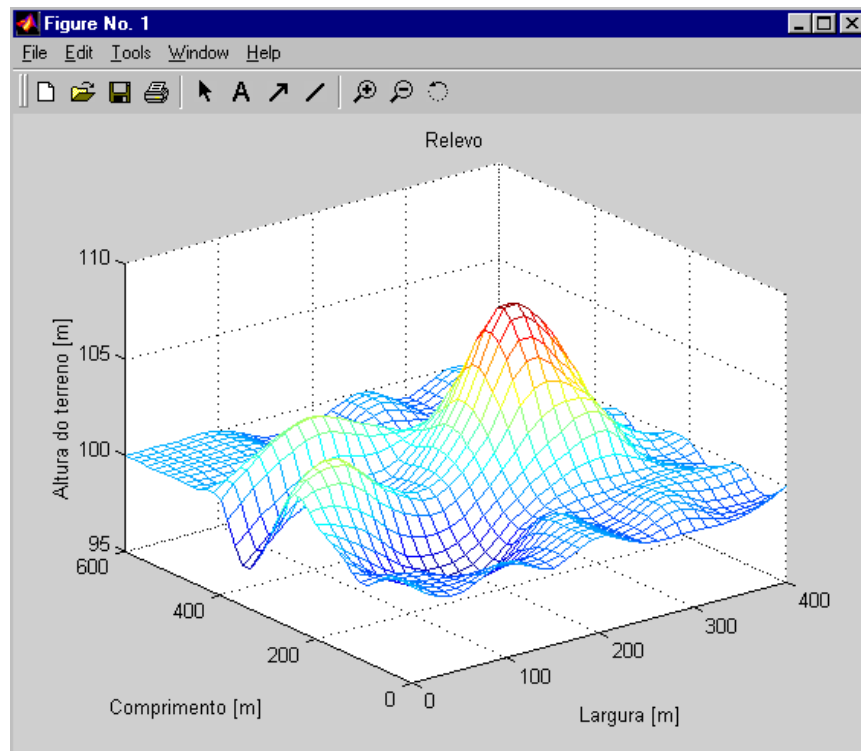 Figure No. 1
File Edit Tools Window Help
A
Relevo
110
105
100
95
Altura do terreno [m]
600
400
200
0
Comprimento [m]
0
100
200
300
400
Largura [m]